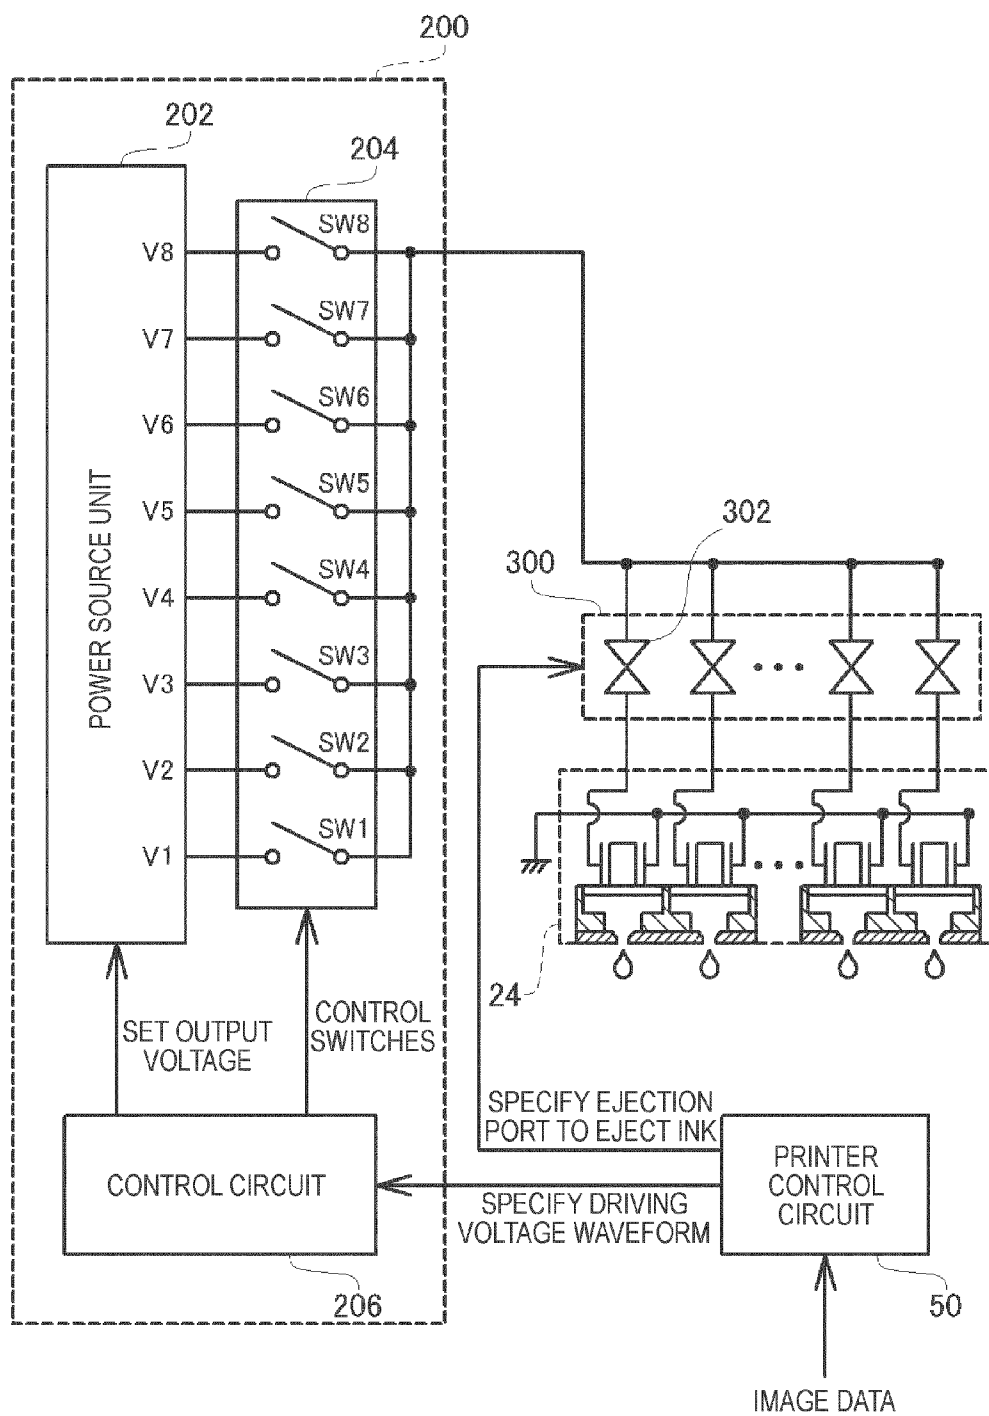 200
202
204
SW8
V8
SW7
V7
SW6
V6
SW5
V5
302
300
SW4
V4
POWER SOURCE UNIT
SW3
V3
SW2
V2
SW1
V1
24
SET OUTPUT
VOLTAGE
CONTROL
SWITCHES
SPECIFY EJECTION
PORT TO EJECT INK
PRINTER
CONTROL
CIRCUIT
CONTROL CIRCUIT
SPECIFY DRIVING
VOLTAGE WAVEFORM
206
50
IMAGE DATA